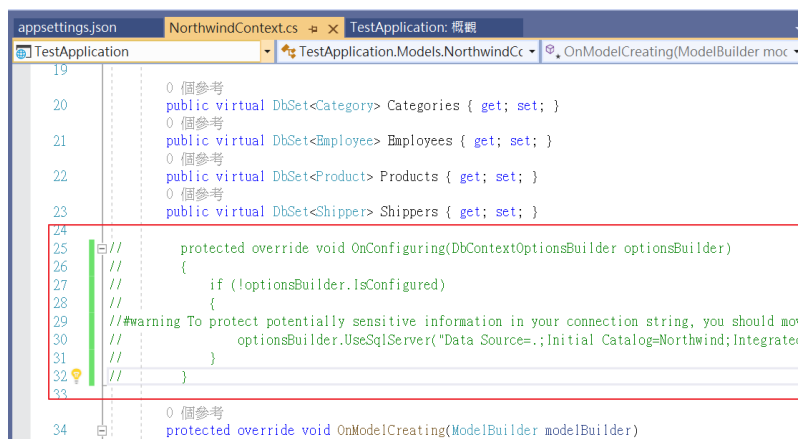 appsettings.json NorthwindContext.cs TestApplication: 概觀
TestApplication TestApplication.Models.NorthwindCc OnModelCreating(ModelBuilder moc
19
0 個參考
20 public virtual DbSet<Category> Categories { get; set; }
0 個參考
21 public virtual DbSet<Employee> Employees { get; set; }
0 個參考
22 public virtual DbSet<Product> Products { get; set; }
0 個參考
23 public virtual DbSet<Shipper> Shippers { get; set; }
24
25 // protected override void OnConfiguring(DbContextOptionsBuilder optionsBuilder)
26 // {
27 // if (!optionsBuilder.IsConfigured)
28 // {
29 //#warning To protect potentially sensitive information in your connection string, you should mov
30 // optionsBuilder.UseSqlServer("Data Source=.;Initial Catalog=Northwind;Integrated
31 // }
32 // }
33
0 個參考
34 protected override void OnModelCreating(ModelBuilder modelBuilder)